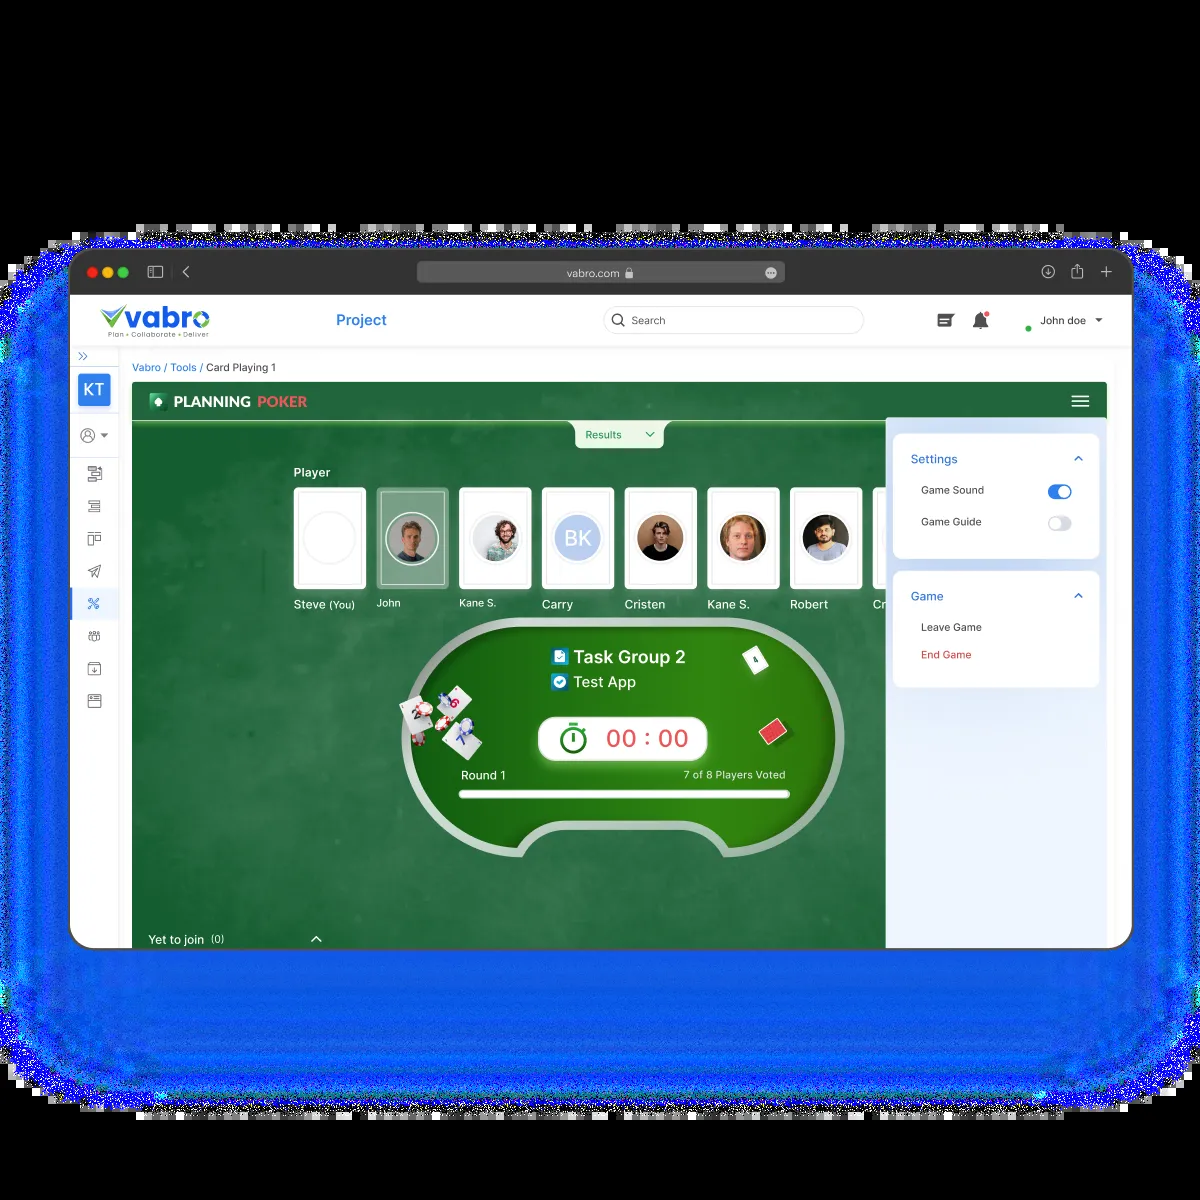 vabro.com
vabro
Plan • Collaborate • Deliver
Project
Search
John doe
Vabro / Tools / Card Playing 1
KT
PLANNING POKER
Results
Settings
Game Sound
Game Guide
Game
Leave Game
End Game
Player
BK
Steve (You)
John
Kane S.
Carry
Cristen
Kane S.
Robert
Cr
Task Group 2
Test App
00 : 00
Round 1
7 of 8 Players Voted
Yet to join (0)